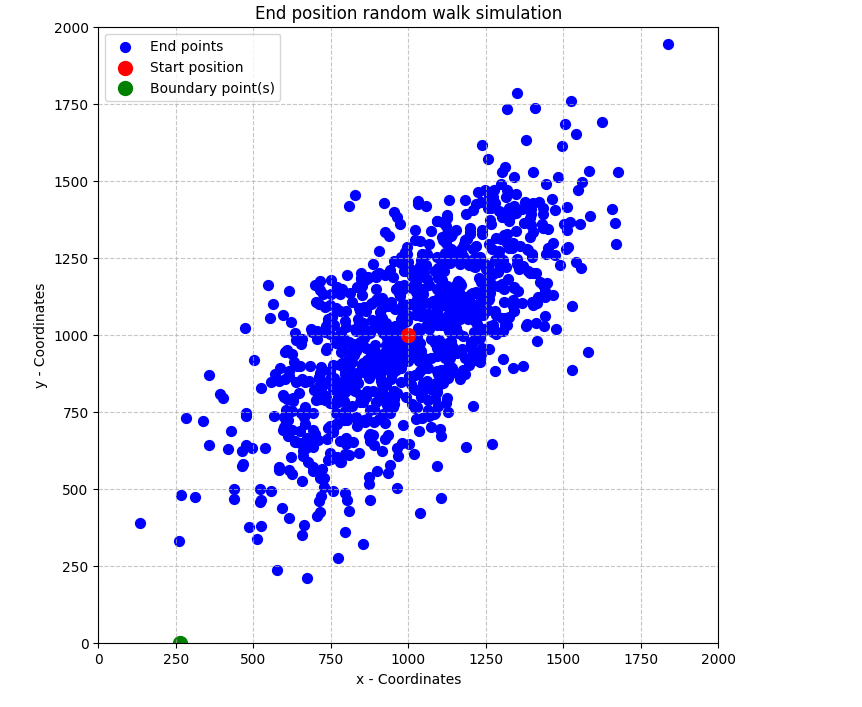 End position random walk simulation
End points
Start position
Boundary point(s)
2000
1750
1500
1250
1000
750
500
250
0
y - Coordinates
0 250 500 750 1000 1250 1500 1750 2000
x - Coordinates